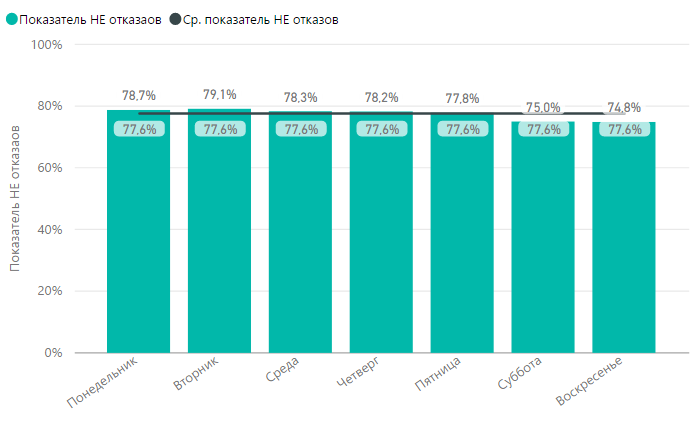 Показатель НЕ отказаов Ср. показатель НЕ отказов
100%
80%
60%
40%
20%
0%
Показатель НЕ отказаов
78,7% 79,1% 78,3% 78,2% 77,8% 75,0% 74,8%
77,6% 77,6% 77,6% 77,6% 77,6% 77,6% 77,6%
Понедельник Вторник Среда Четверг Пятница Суббота Воскресенье